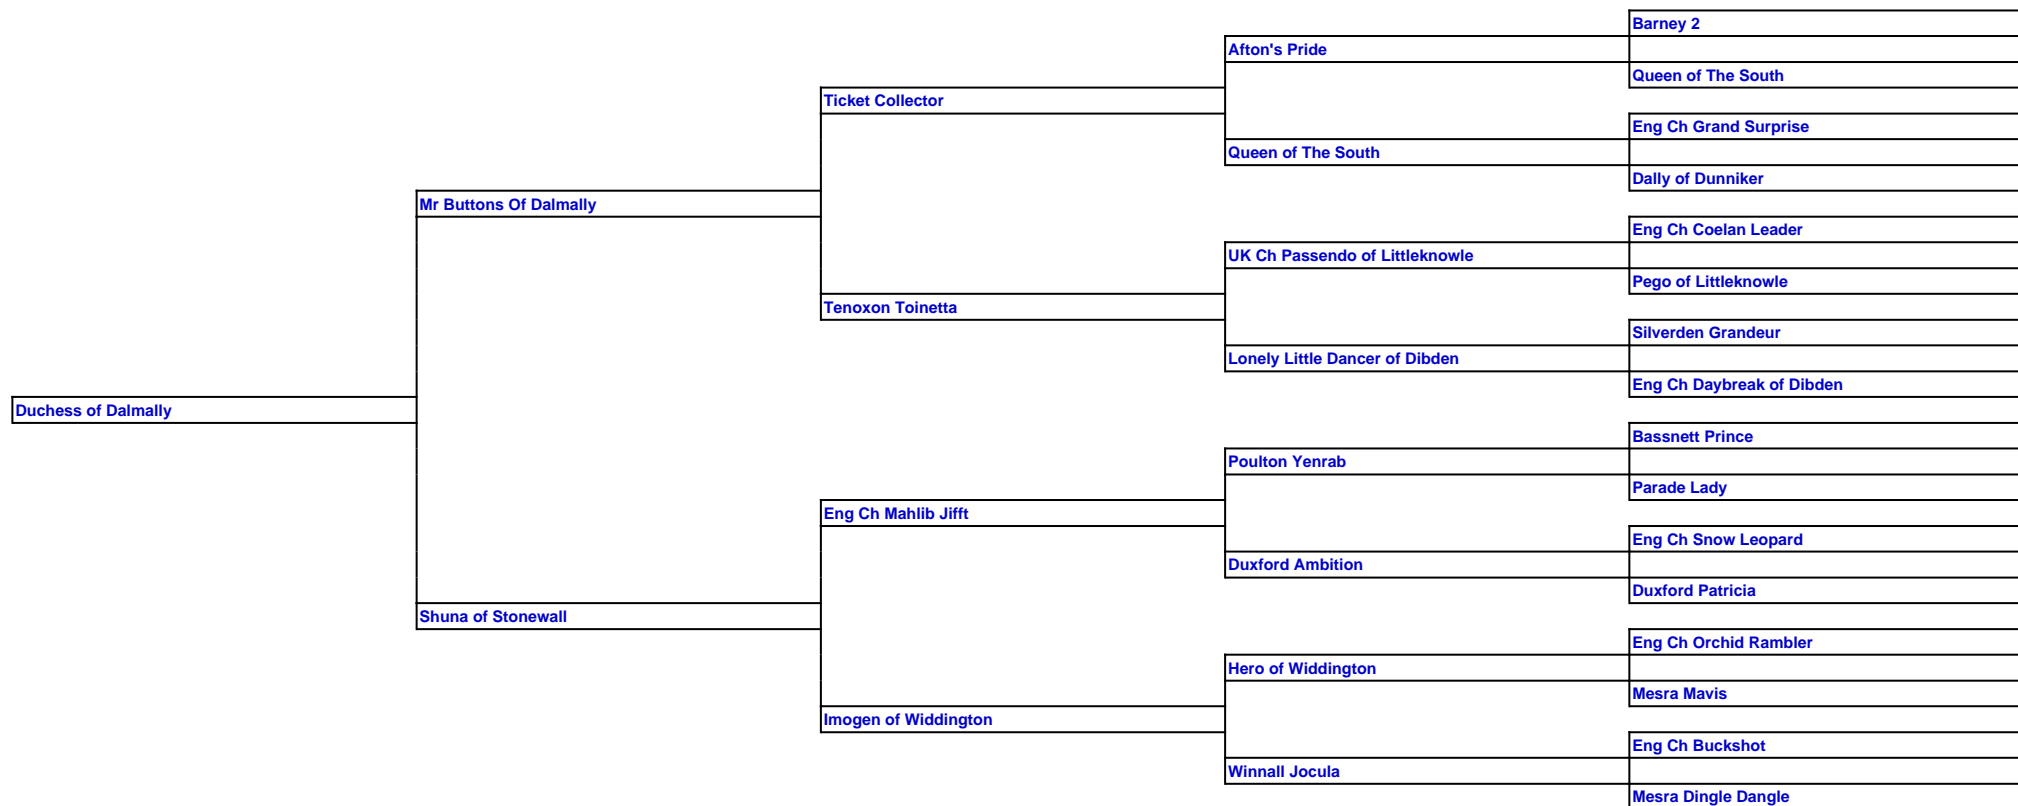 Barney 2
Afton's Pride
Queen of The South
Ticket Collector
Eng Ch Grand Surprise
Queen of The South
Dally of Dunniker
Mr Buttons Of Dalmally
Eng Ch Coelan Leader
UK Ch Passendo of Littleknowle
Pego of Littleknowle
Tenoxon Toinetta
Silverden Grandeur
Lonely Little Dancer of Dibden
Eng Ch Daybreak of Dibden
Duchess of Dalmally
Bassnett Prince
Poulton Yenrab
Parade Lady
Eng Ch Mahlib Jifft
Eng Ch Snow Leopard
Duxford Ambition
Duxford Patricia
Shuna of Stonewall
Eng Ch Orchid Rambler
Hero of Widdington
Mesra Mavis
Imogen of Widdington
Eng Ch Buckshot
Winnall Jocula
Mesra Dingle Dangle